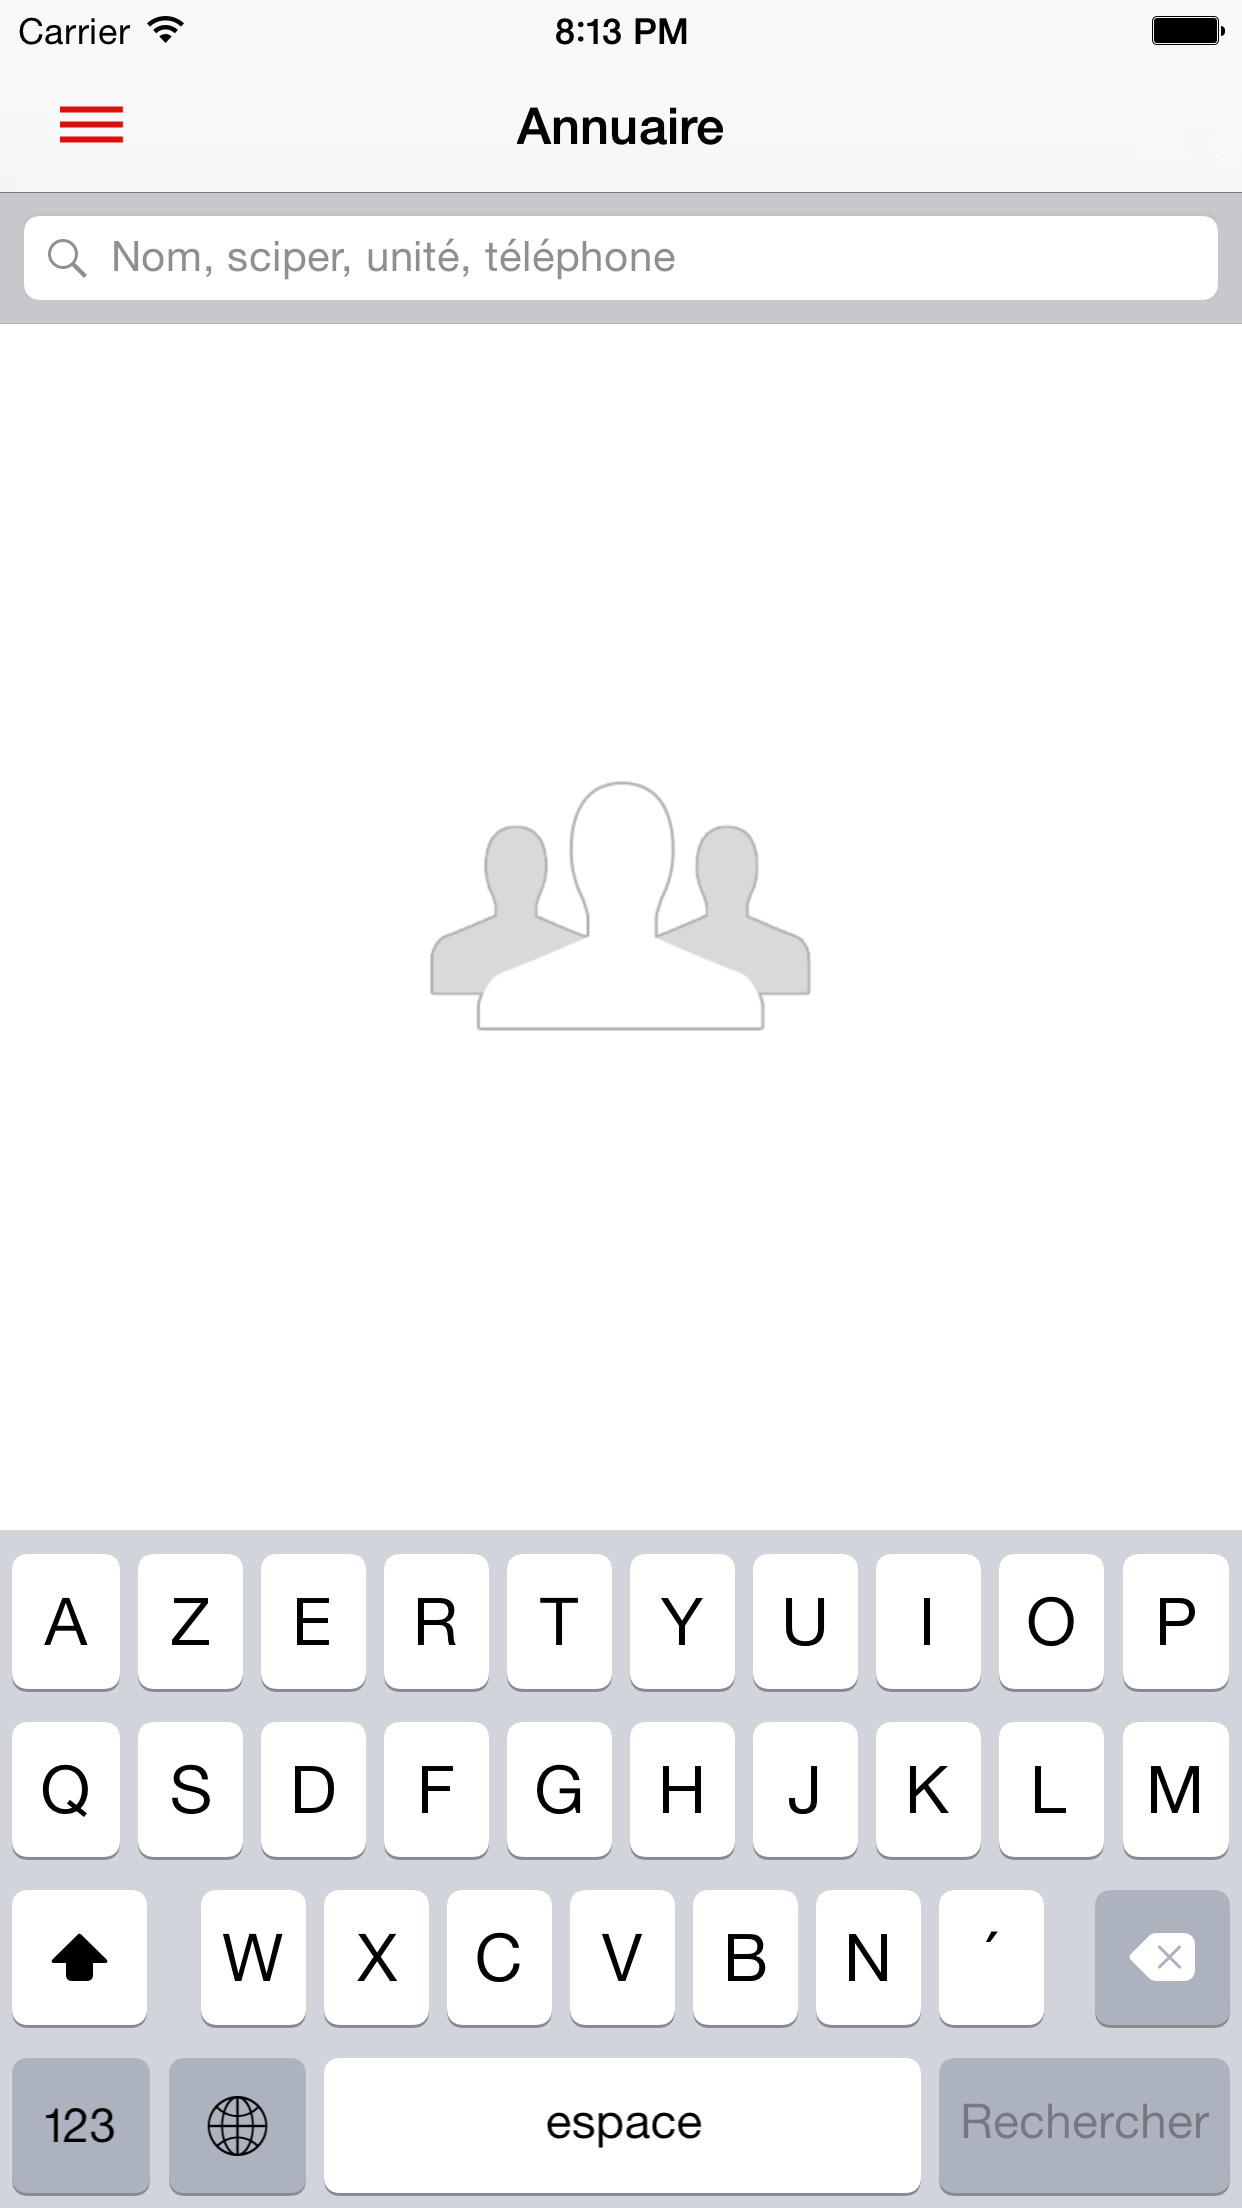 Carrier 8:13 PM
Annuaire
Nom, sciper, unité, téléphone
A Z E R T Y U I O P
Q S D F G H J K L M
W X C V B N ´
123 espace Rechercher